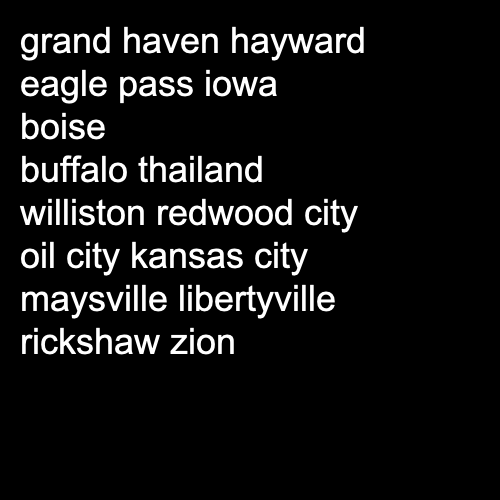 grand haven hayward
eagle pass iowa
boise
buffalo thailand
williston redwood city
oil city kansas city
maysville libertyville
rickshaw zion